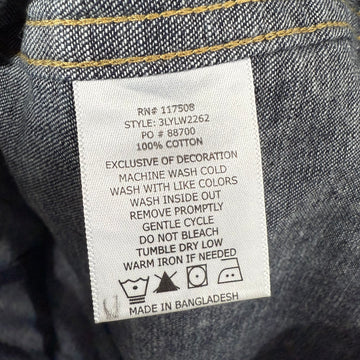 RN# 117508
STYLE: 3LYLW2262
PO # 88700
100% COTTON
EXCLUSIVE OF DECORATION
MACHINE WASH COLD
WASH WITH LIKE COLORS
WASH INSIDE OUT
REMOVE PROMPTLY
GENTLE CYCLE
DO NOT BLEACH
TUMBLE DRY LOW
WARM IRON IF NEEDED
MADE IN BANGLADESH